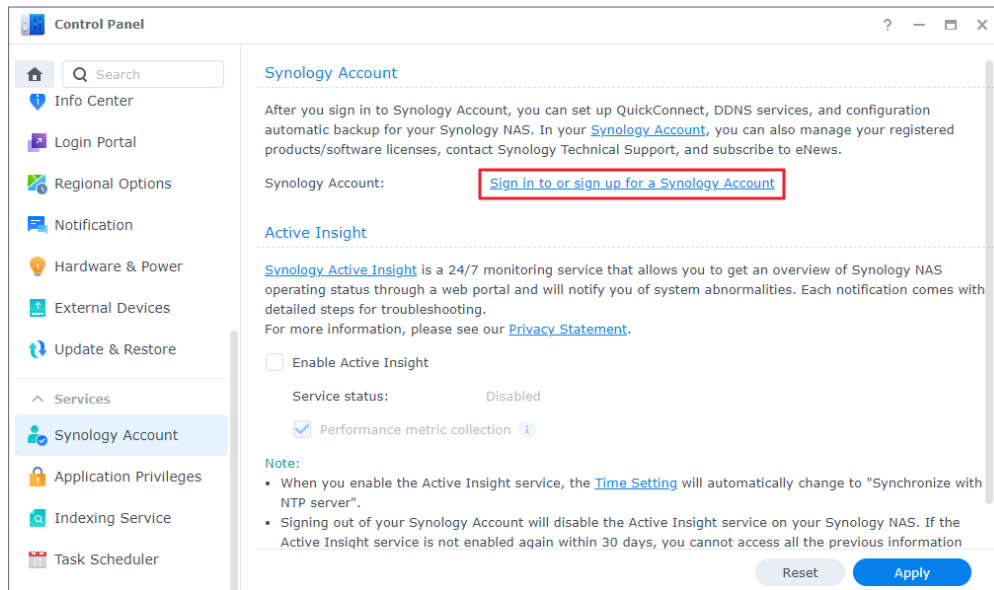 Control Panel
?
Search
Info Center
Login Portal
Regional Options
Notification
Hardware & Power
External Devices
Update & Restore
Services
Synology Account
Application Privileges
Indexing Service
Task Scheduler
Synology Account
After you sign in to Synology Account, you can set up QuickConnect, DDNS services, and configuration
automatic backup for your Synology NAS. In your Synology Account, you can also manage your registered
products/software licenses, contact Synology Technical Support, and subscribe to eNews.
Synology Account: Sign in to or sign up for a Synology Account
Active Insight
Synology Active Insight is a 24/7 monitoring service that allows you to get an overview of Synology NAS
operating status through a web portal and will notify you of system abnormalities. Each notification comes with
detailed steps for troubleshooting.
For more information, please see our Privacy Statement.
Enable Active Insight
Service status: Disabled
Performance metric collection i
Note:
• When you enable the Active Insight service, the Time Setting will automatically change to "Synchronize with
NTP server".
• Signing out of your Synology Account will disable the Active Insight service on your Synology NAS. If the
Active Insight service is not enabled again within 30 days, you cannot access all the previous information
Reset Apply